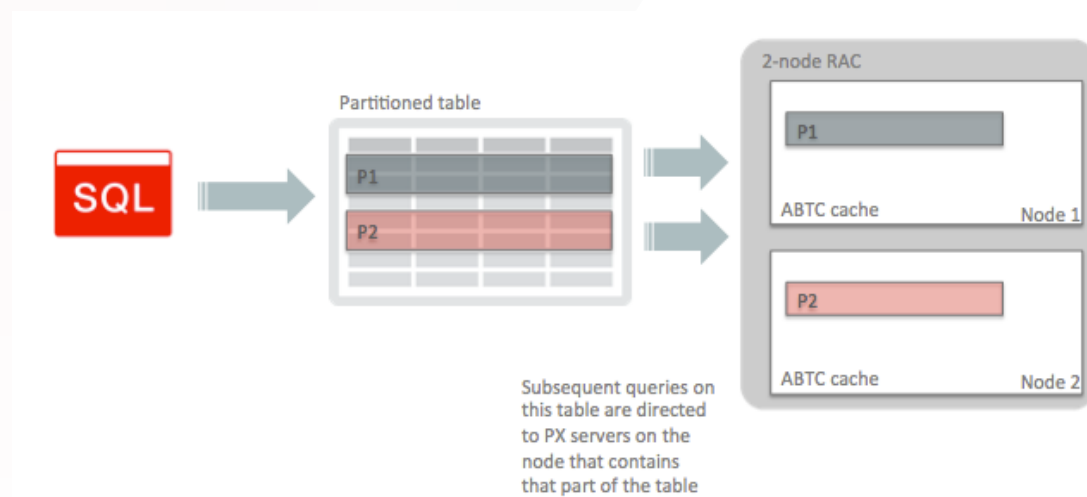 2-node RAC
Partitioned table
SQL
P1
P2
P1
ABTC cache
Node 1
P2
ABTC cache
Node 2
Subsequent queries on
this table are directed
to PX servers on the
node that contains
that part of the table